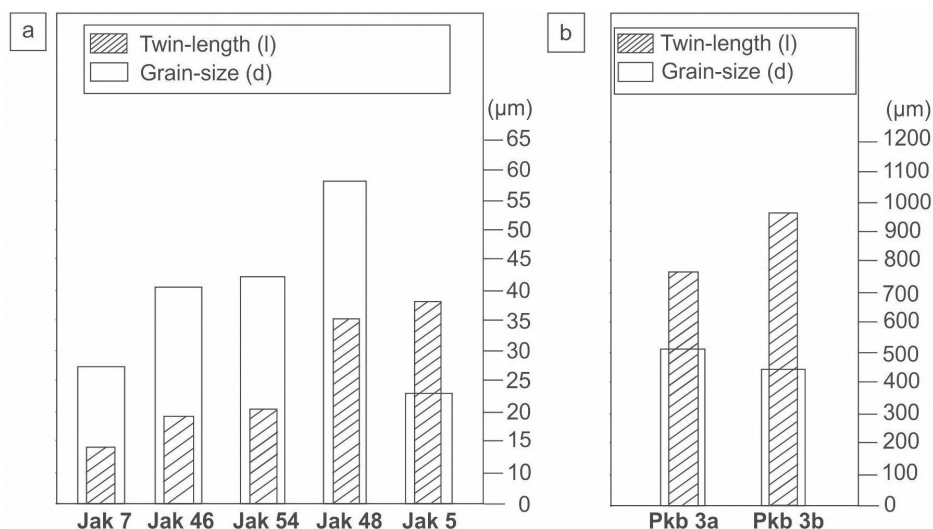 a
Twin-length (l)
Grain-size (d)
(μm)
65
60
55
50
45
40
35
30
25
20
15
10
0
Jak 7 Jak 46 Jak 54 Jak 48 Jak 5
b
Twin-length (l)
Grain-size (d)
(μm)
1200
1100
1000
900
800
700
600
500
400
300
200
100
0
Pkb 3a Pkb 3b